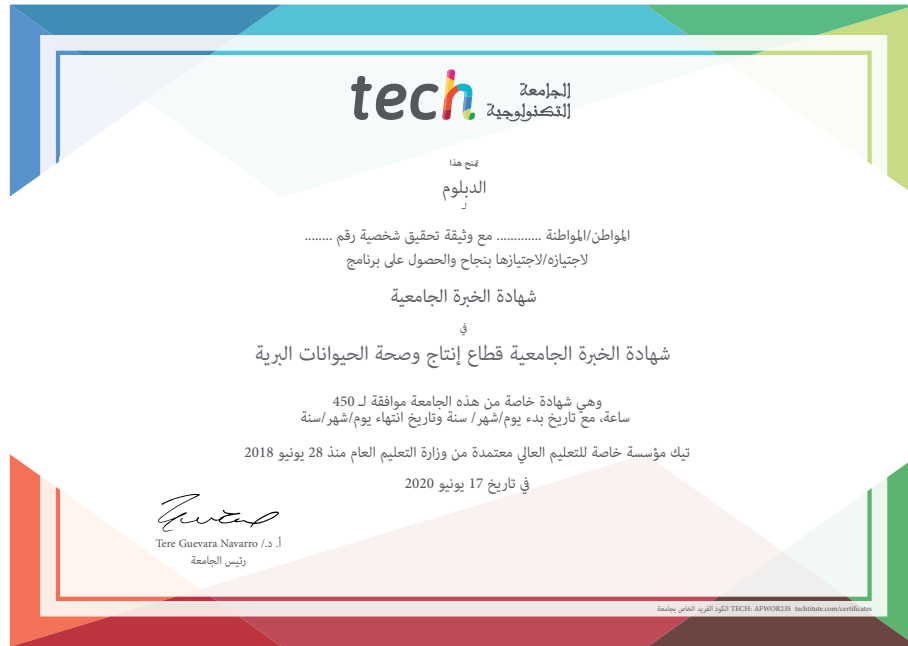 tech الجامعة
التكنولوجية
يمنح هذا
الدبلوم
لـ
المواطن/المواطنة ............. مع وثيقة تحقيق شخصية رقم ........
لاجتيازه/لاجتيازها بنجاح والحصول على برنامج
شهادة الخبرة الجامعية
في
شهادة الخبرة الجامعية قطاع إنتاج وصحة الحيوانات البرية
وهي شهادة خاصة من هذه الجامعة موافقة لـ 450
ساعة، مع تاريخ بدء يوم/شهر/ سنة وتاريخ انتهاء يوم/شهر/سنة
تيك مؤسسة خاصة للتعليم العالي معتمدة من وزارة التعليم العام منذ 28 يونيو 2018
في تاريخ 17 يونيو 2020
أ. د./ Tere Guevara Navarro
رئيس الجامعة
الكود الفريد الخاص بجامعة TECH: AFWOR23S techtitute.com/certificates